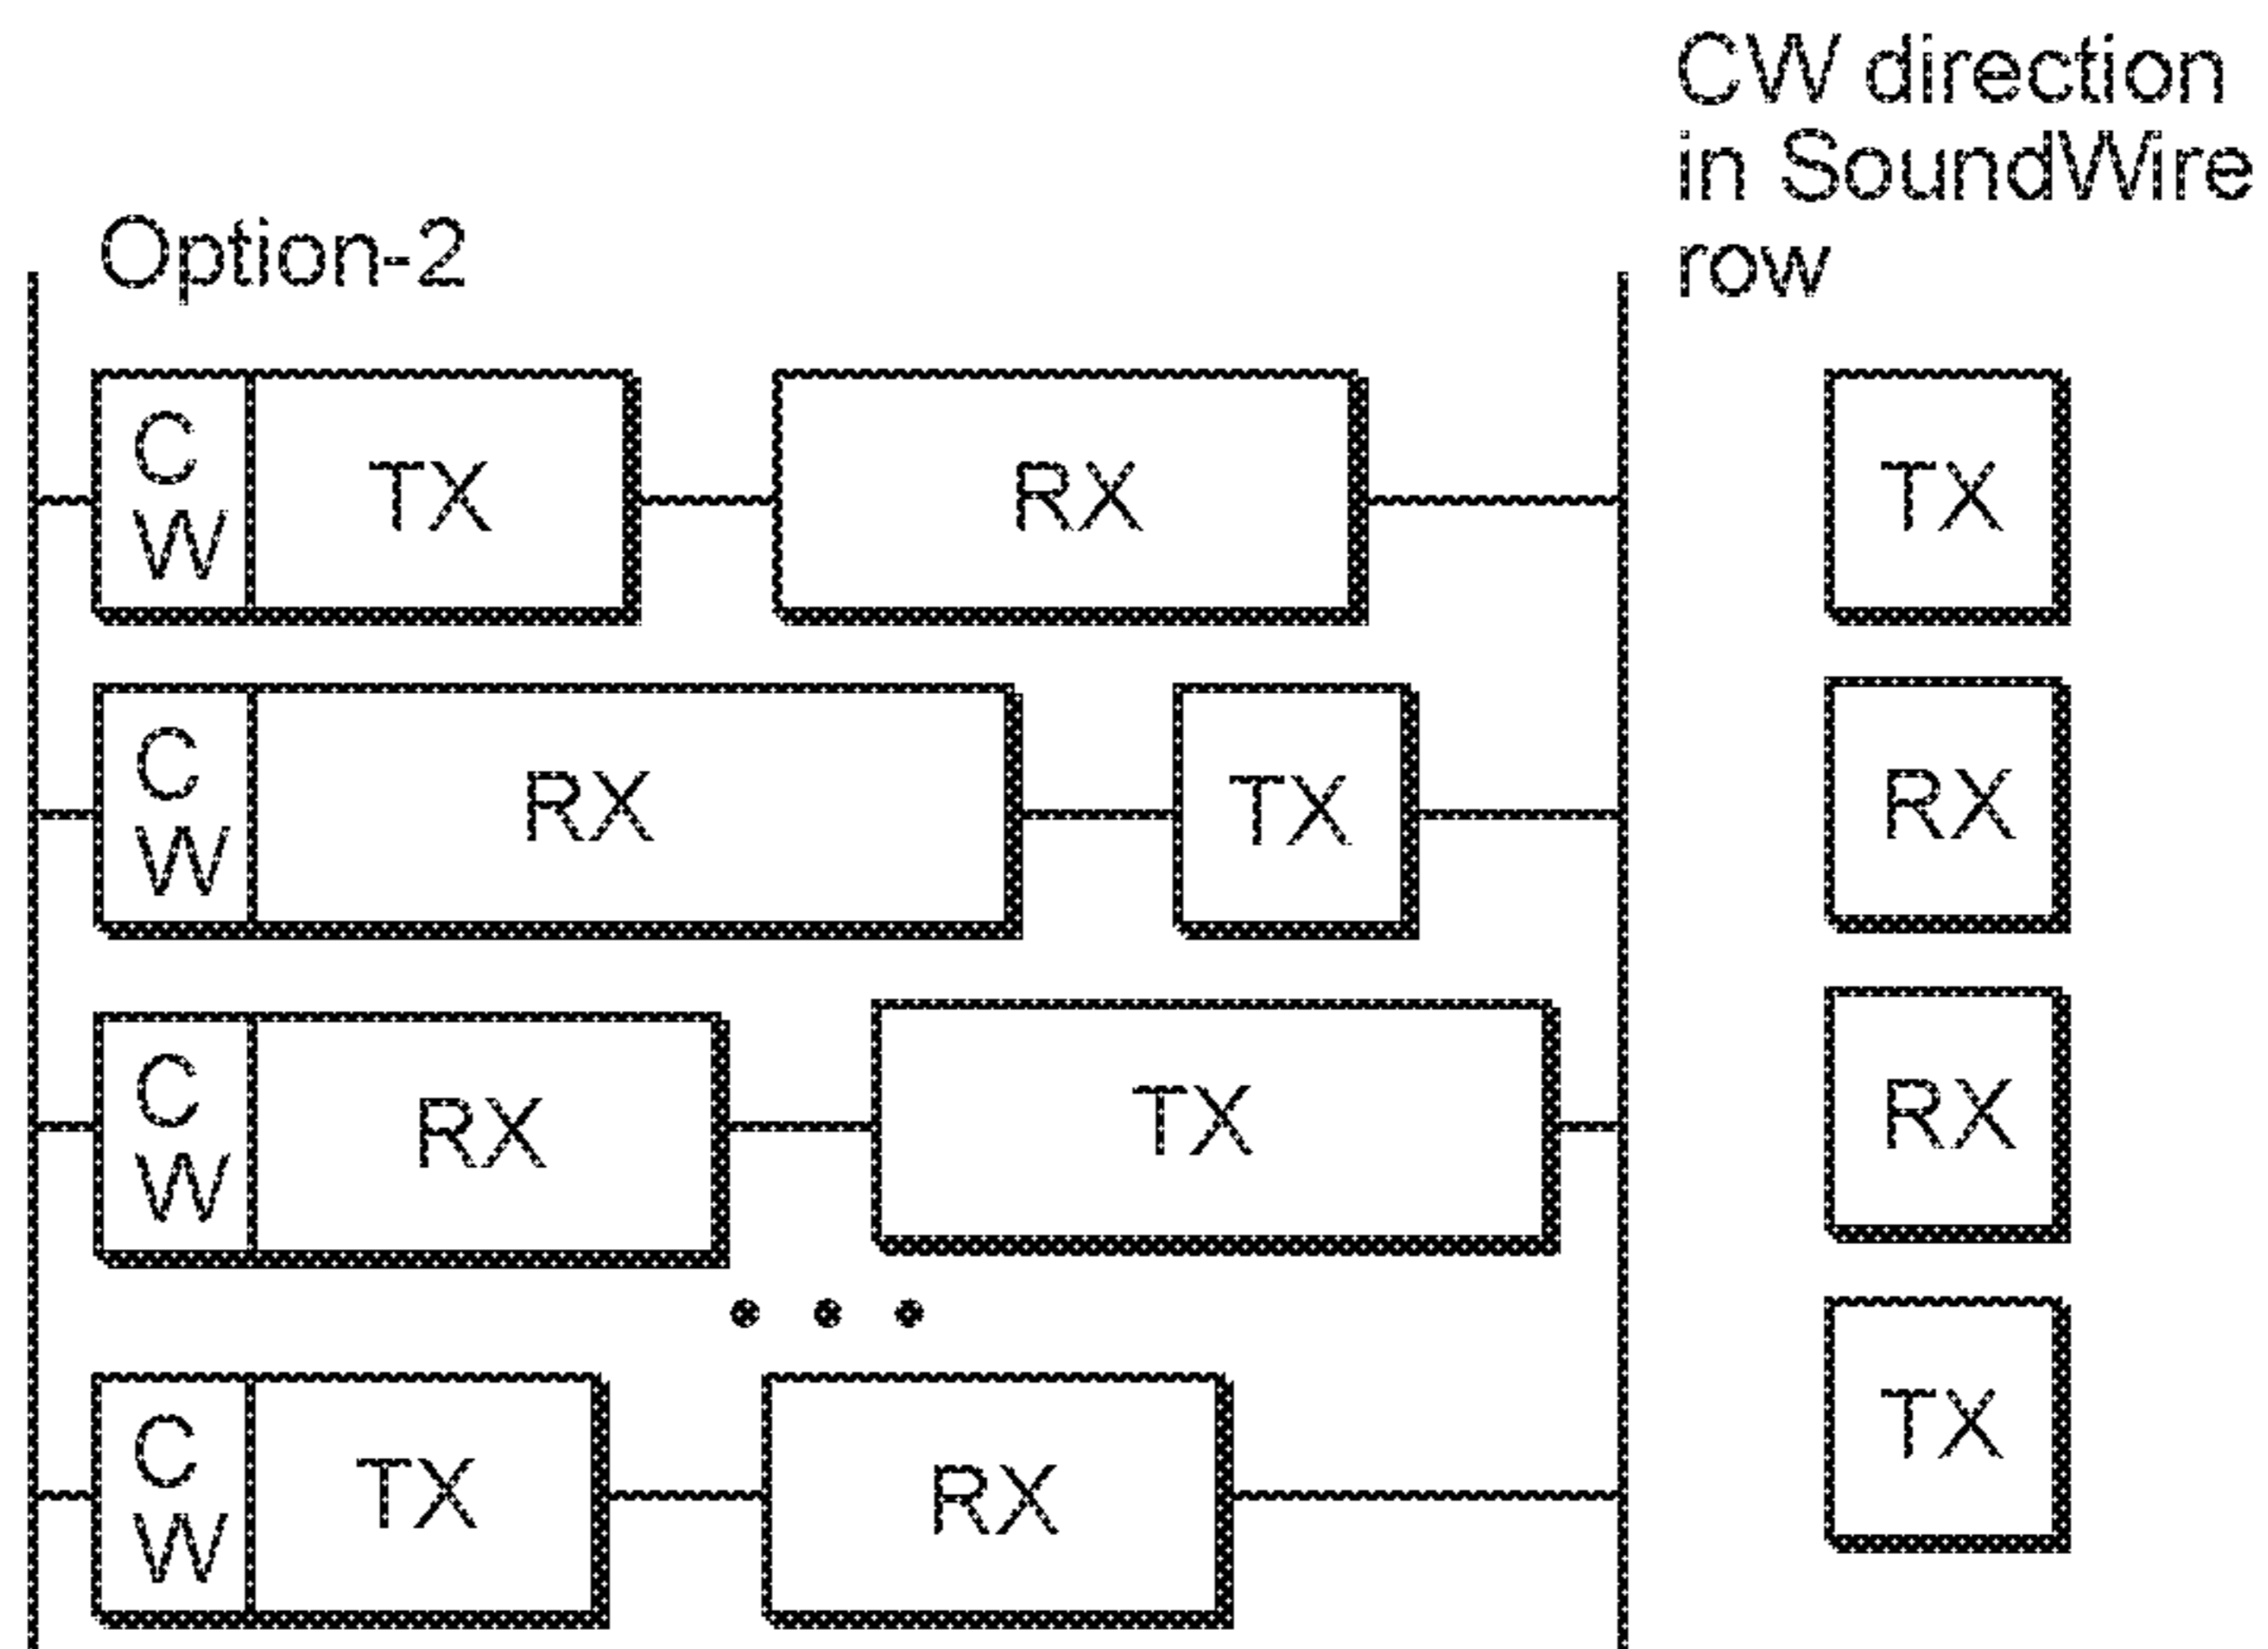 CW direction
in SoundWire
row
Option-2
C
W
TX
RX
TX
C
W
RX
TX
RX
C
W
RX
TX
RX
C
W
TX
RX
TX